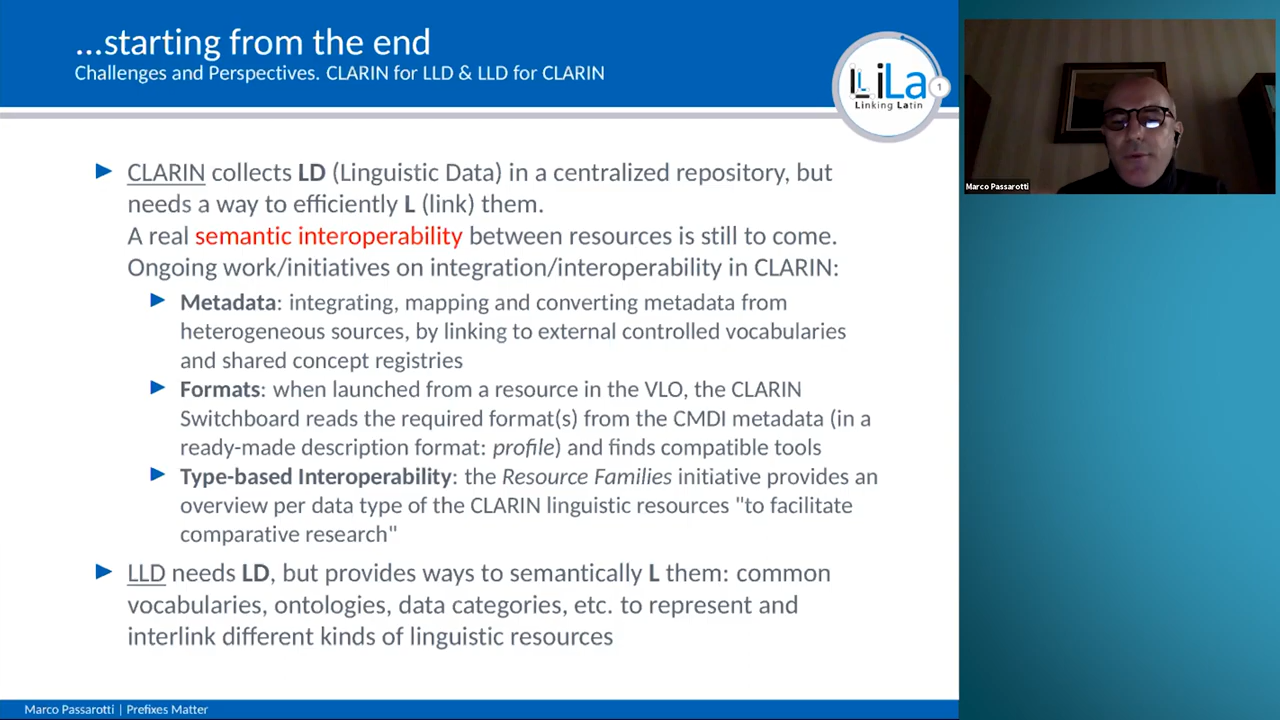 ...starting from the end
Challenges and Perspectives. CLARIN for LLD & LLD for CLARIN
LiLa
Linking Latin
1
CLARIN collects LD (Linguistic Data) in a centralized repository, but
needs a way to efficiently L (link) them.
A real semantic interoperability between resources is still to come.
Ongoing work/initiatives on integration/interoperability in CLARIN:
Metadata: integrating, mapping and converting metadata from
heterogeneous sources, by linking to external controlled vocabularies
and shared concept registries
Formats: when launched from a resource in the VLO, the CLARIN
Switchboard reads the required format(s) from the CMDI metadata (in a
ready-made description format: profile) and finds compatible tools
Type-based Interoperability: the Resource Families initiative provides an
overview per data type of the CLARIN linguistic resources "to facilitate
comparative research"
LLD needs LD, but provides ways to semantically L them: common
vocabularies, ontologies, data categories, etc. to represent and
interlink different kinds of linguistic resources
Marco Passarotti | Prefixes Matter
Marco Passarotti